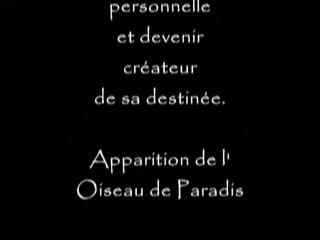 personnelle
et devenir
créateur
de sa destinée.
Apparition de l'
Oiseau de Paradis